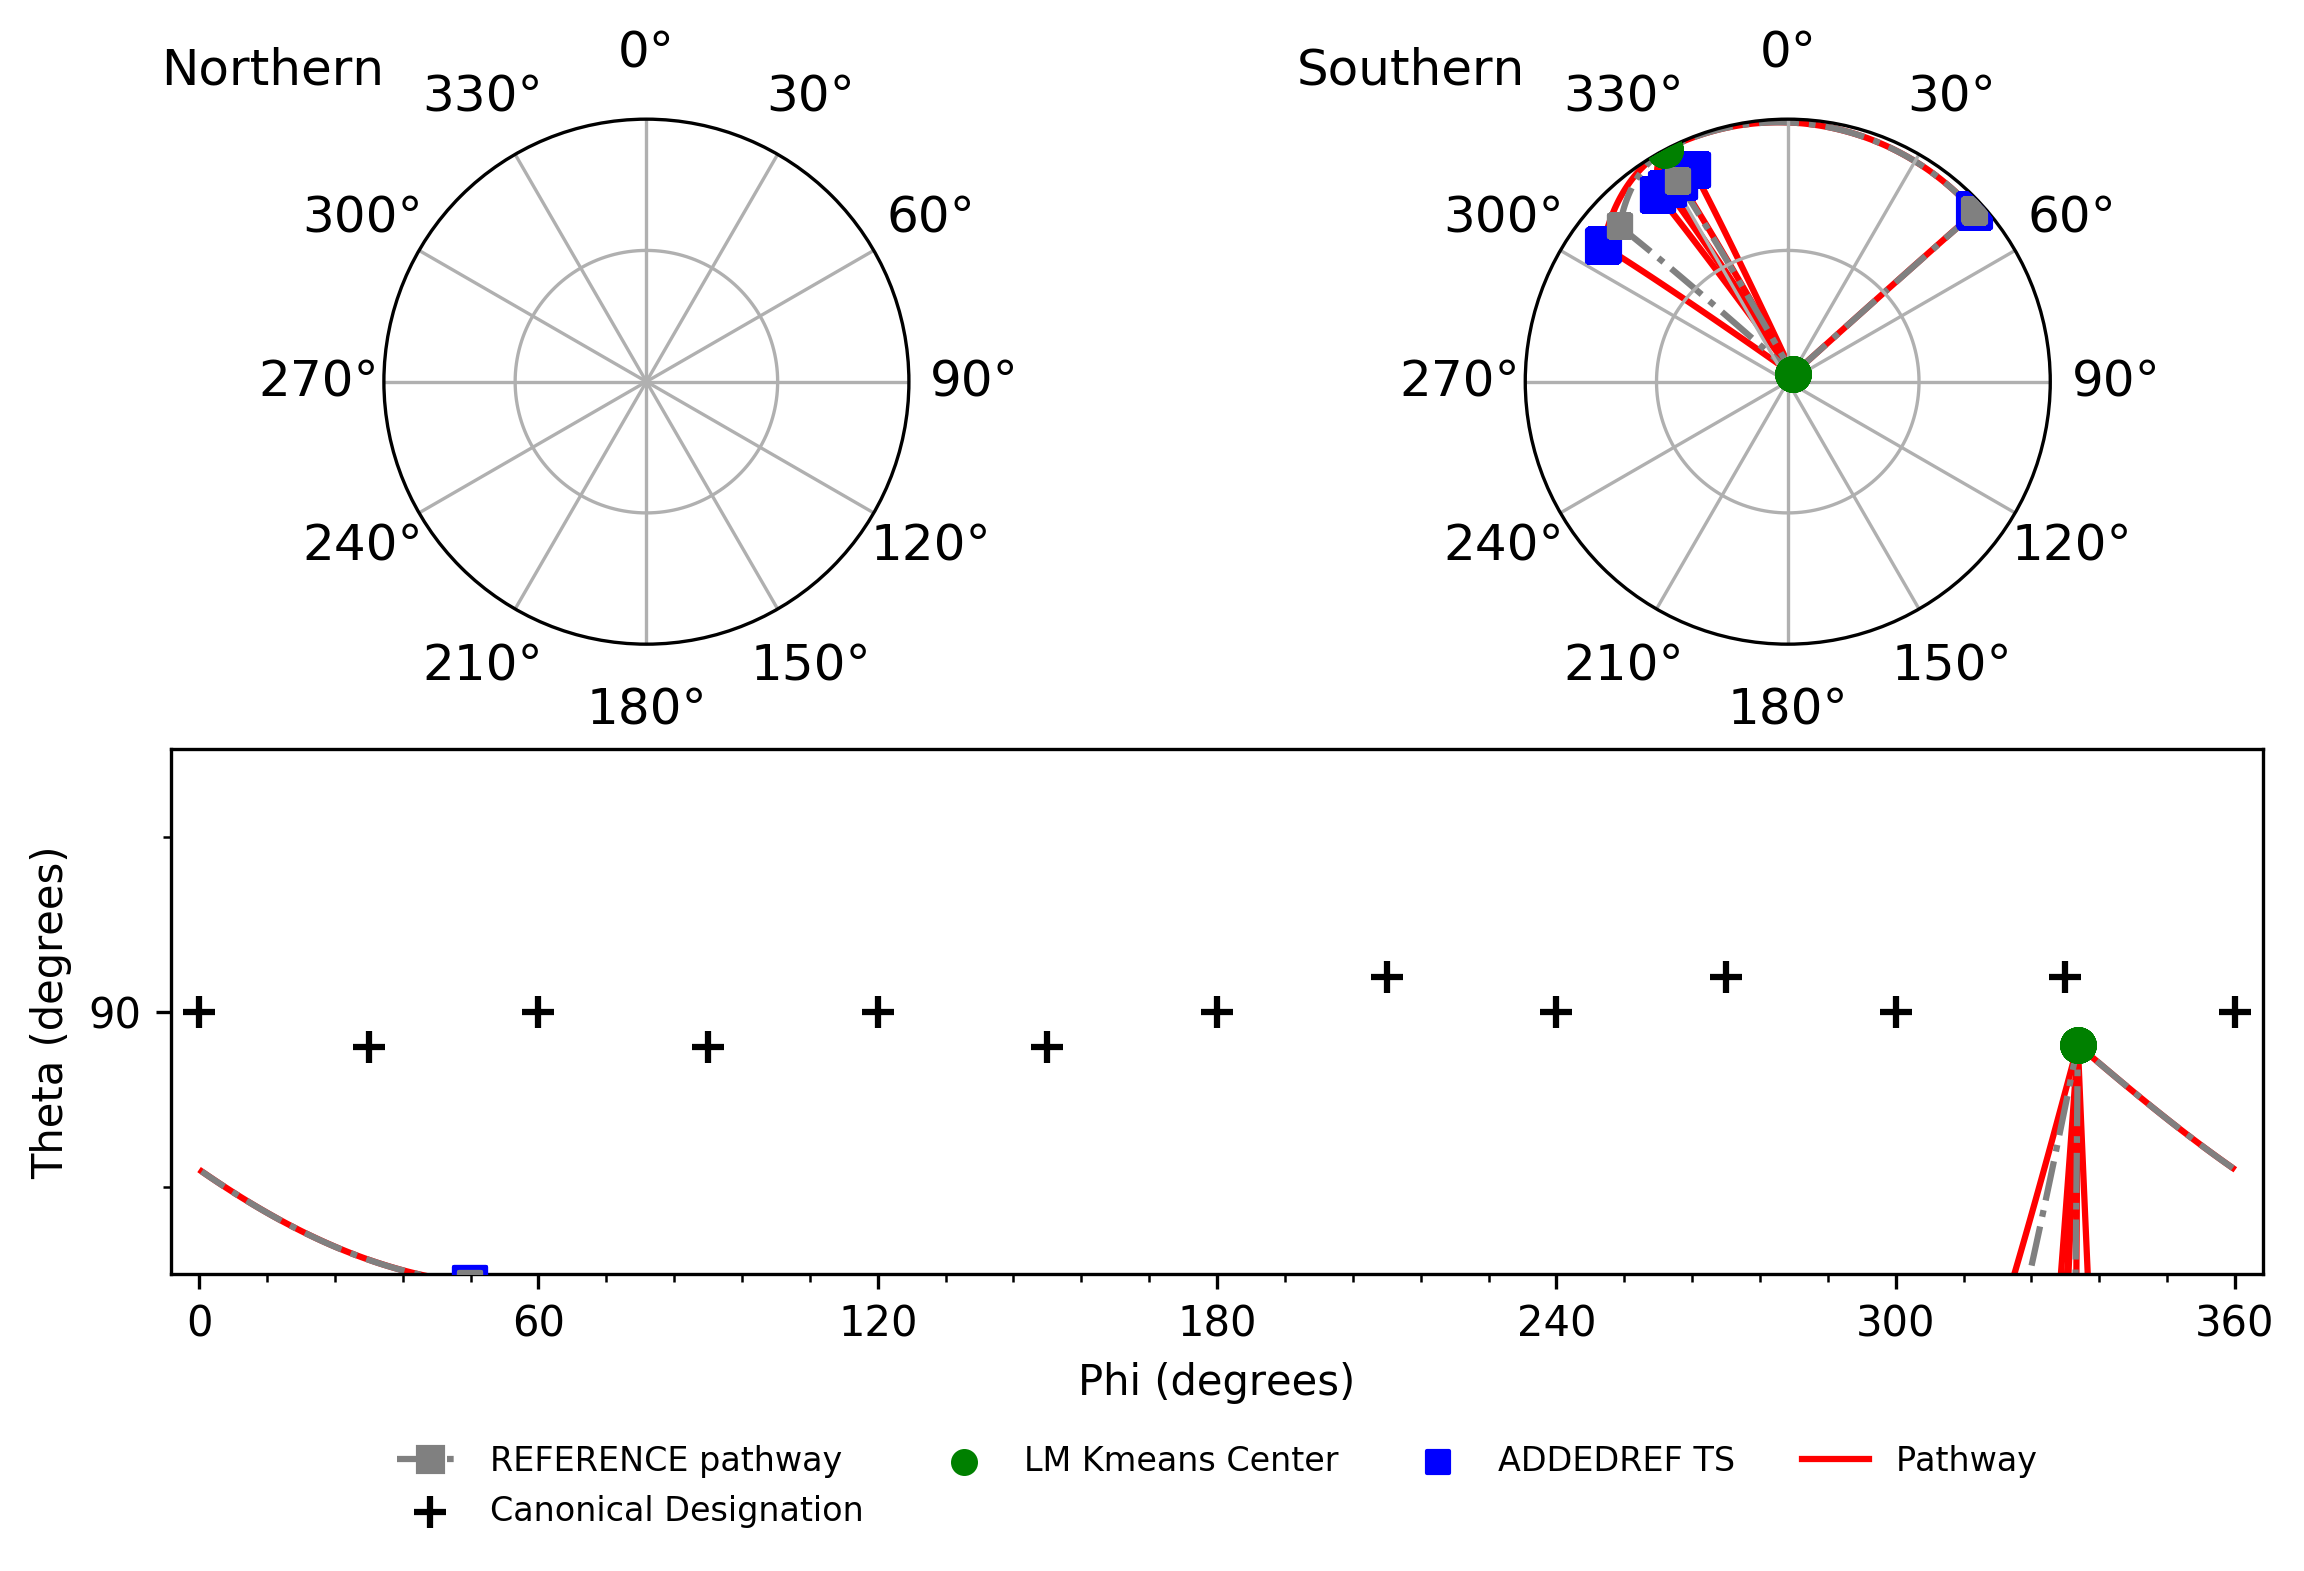 Northern
0°
330°
30°
300°
60°
270°
90°
240°
120°
210°
150°
180°
Southern
0°
330°
30°
300°
60°
270°
90°
240°
120°
210°
150°
180°
Theta (degrees)
90
0 60 120 180 240 300 360
Phi (degrees)
REFERENCE pathway
Canonical Designation
LM Kmeans Center
ADDEDREF TS
Pathway